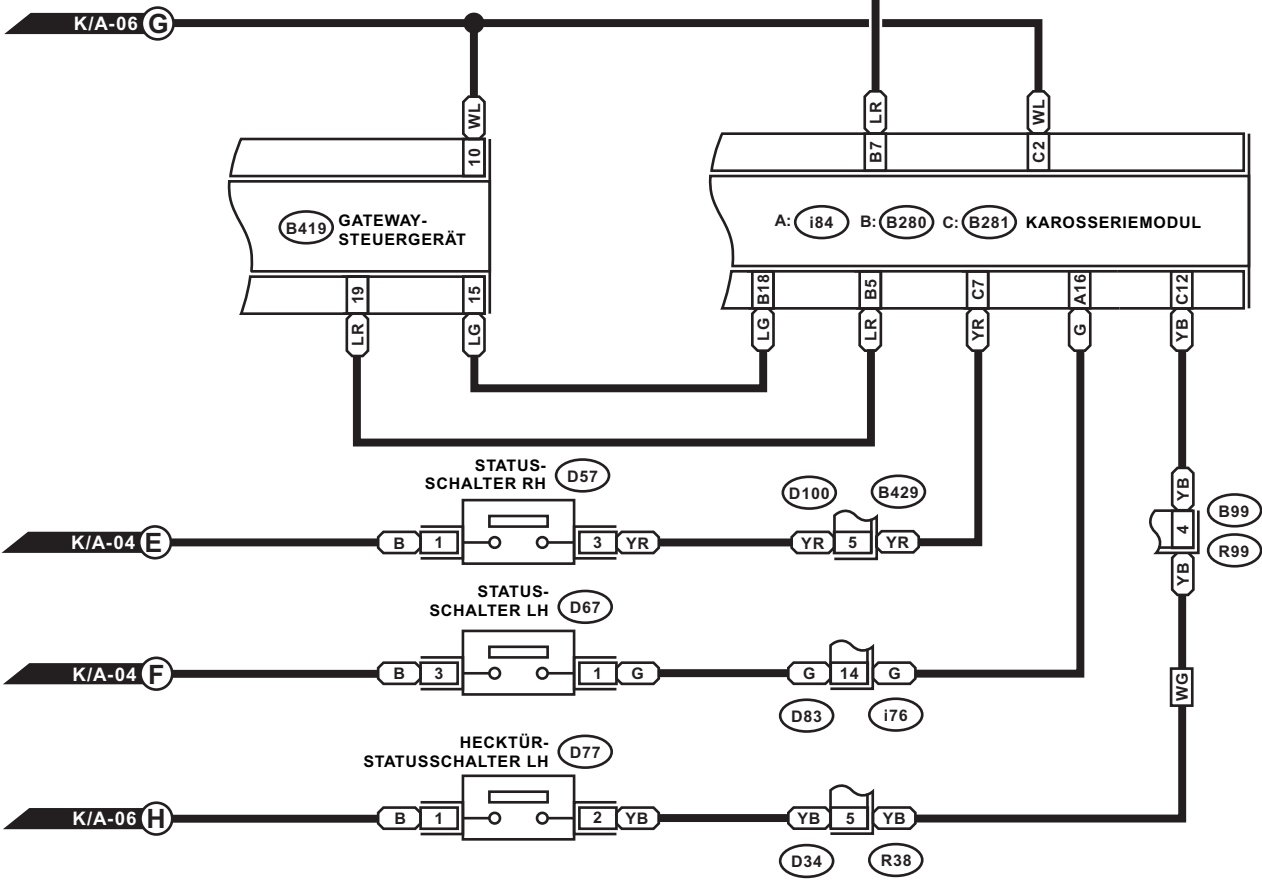 K/A-06 G
WL
LR
WL
10
B7
C2
B419 GATEWAY-
STEUERGERÄT
A: i84 B: B280 C: B281 KAROSSERIEMODUL
19
15
B18
B5
C7
A16
C12
LR
LG
LG
LR
YR
G
YB
STATUS-
SCHALTER RH D57
D100
B429
YB
B99
4
R99
YB
K/A-04 E
B
1
3
YR
YR
5
YR
STATUS-
SCHALTER LH D67
K/A-04 F
B
3
1
G
G
14
G
WG
D83
i76
HECKTÜR-
STATUSSCHALTER LH D77
K/A-06 H
B
1
2
YB
YB
5
YB
D34
R38